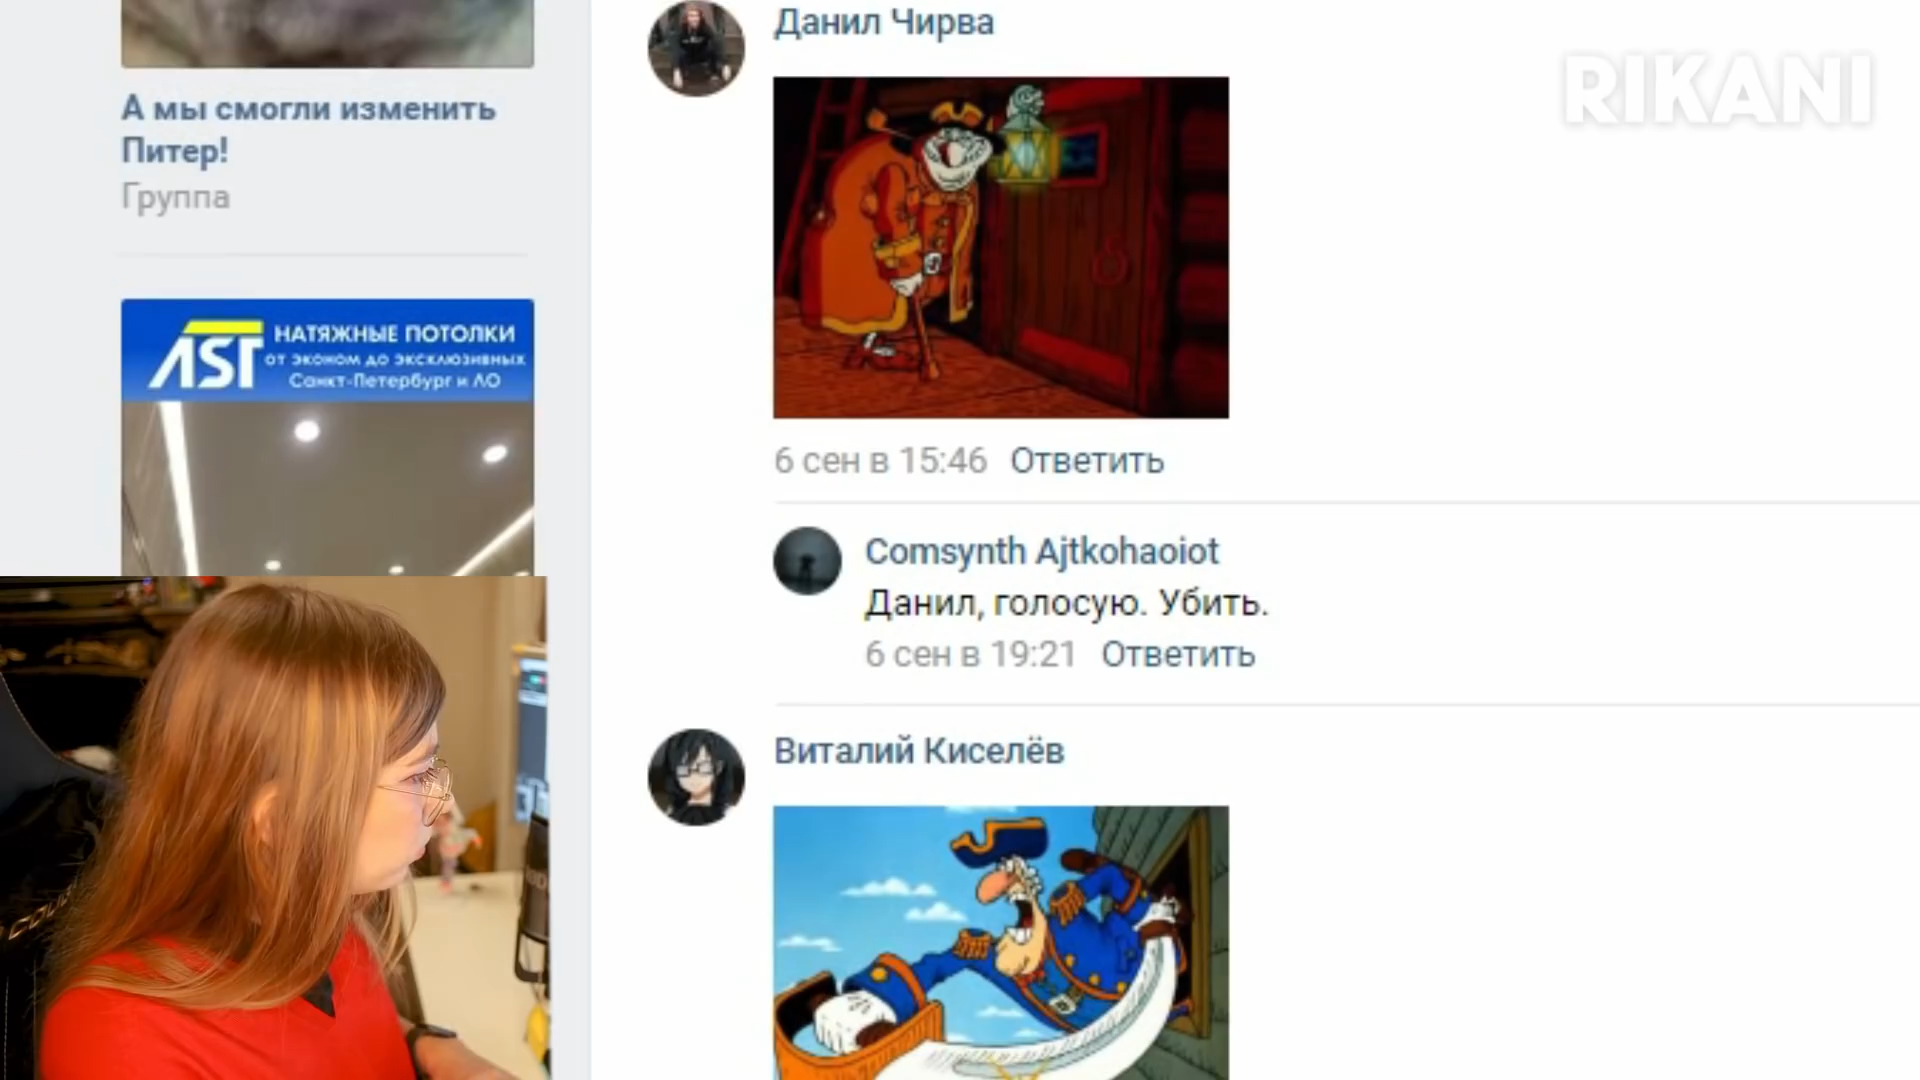 Данил Чирва
RIKANI
А мы смогли изменить
Питер!
Группа
AST НАТЯЖНЫЕ ПОТОЛКИ
от эконом до эксклюзивных
Санкт-Петербург и ЛО
6 сен в 15:46 Ответить
Comsynth Ajtkohaoiot
Данил, голосую. Убить.
6 сен в 19:21 Ответить
Виталий Киселёв